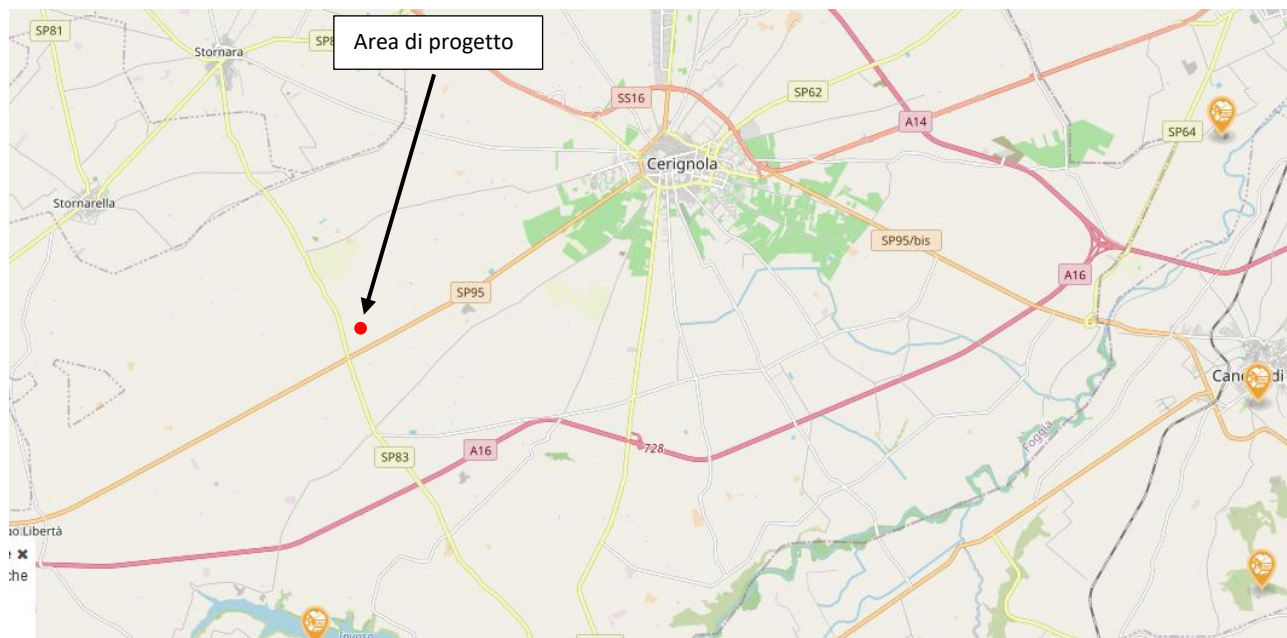 SP81
Stornara
Area di progetto
SS16
SP62
A14
SP64
Cerignola
Stornarella
SP95/bis
A16
SP95
Foggia
728
A16
SP83
Libertà
che
Invaso